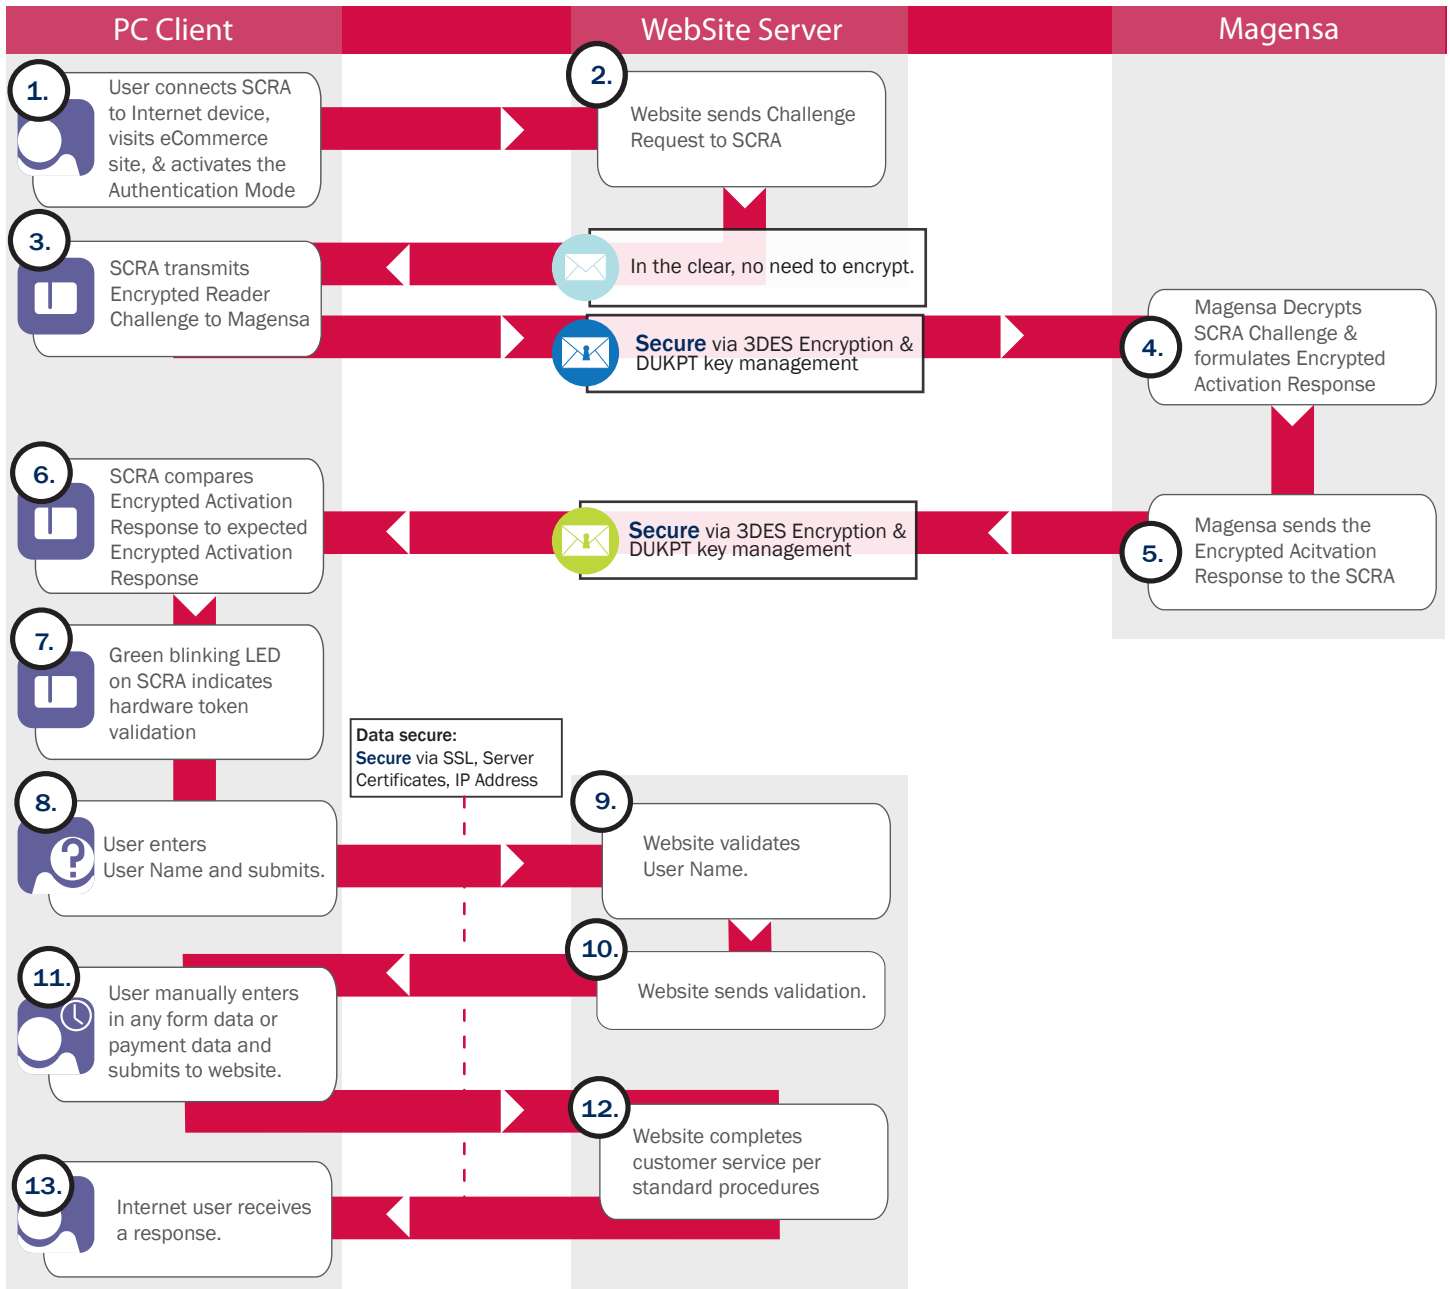 PC Client
WebSite Server
Magensa
1.
User connects SCRA
to Internet device,
visits eCommerce
site, & activates the
Authentication Mode
2.
Website sends Challenge
Request to SCRA
3.
SCRA transmits
Encrypted Reader
Challenge to Magensa
In the clear, no need to encrypt.
Secure via 3DES Encryption &
DUKPT key management
4.
Magensa Decrypts
SCRA Challenge &
formulates Encrypted
Activation Response
5.
Magensa sends the
Encrypted Acitvation
Response to the SCRA
Secure via 3DES Encryption &
DUKPT key management
6.
SCRA compares
Encrypted Activation
Response to expected
Encrypted Activation
Response
7.
Green blinking LED
on SCRA indicates
hardware token
validation
Data secure:
Secure via SSL, Server
Certificates, IP Address
8.
?
User enters
User Name and submits.
9.
Website validates
User Name.
10.
Website sends validation.
11.
User manually enters
in any form data or
payment data and
submits to website.
12.
Website completes
customer service per
standard procedures
13.
Internet user receives
a response.